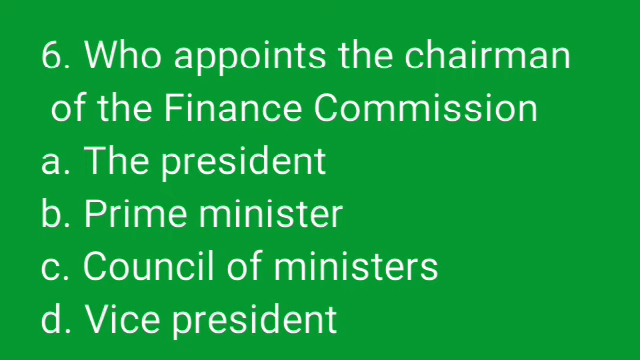 6. Who appoints the chairman
of the Finance Commission
a. The president
b. Prime minister
c. Council of ministers
d. Vice president